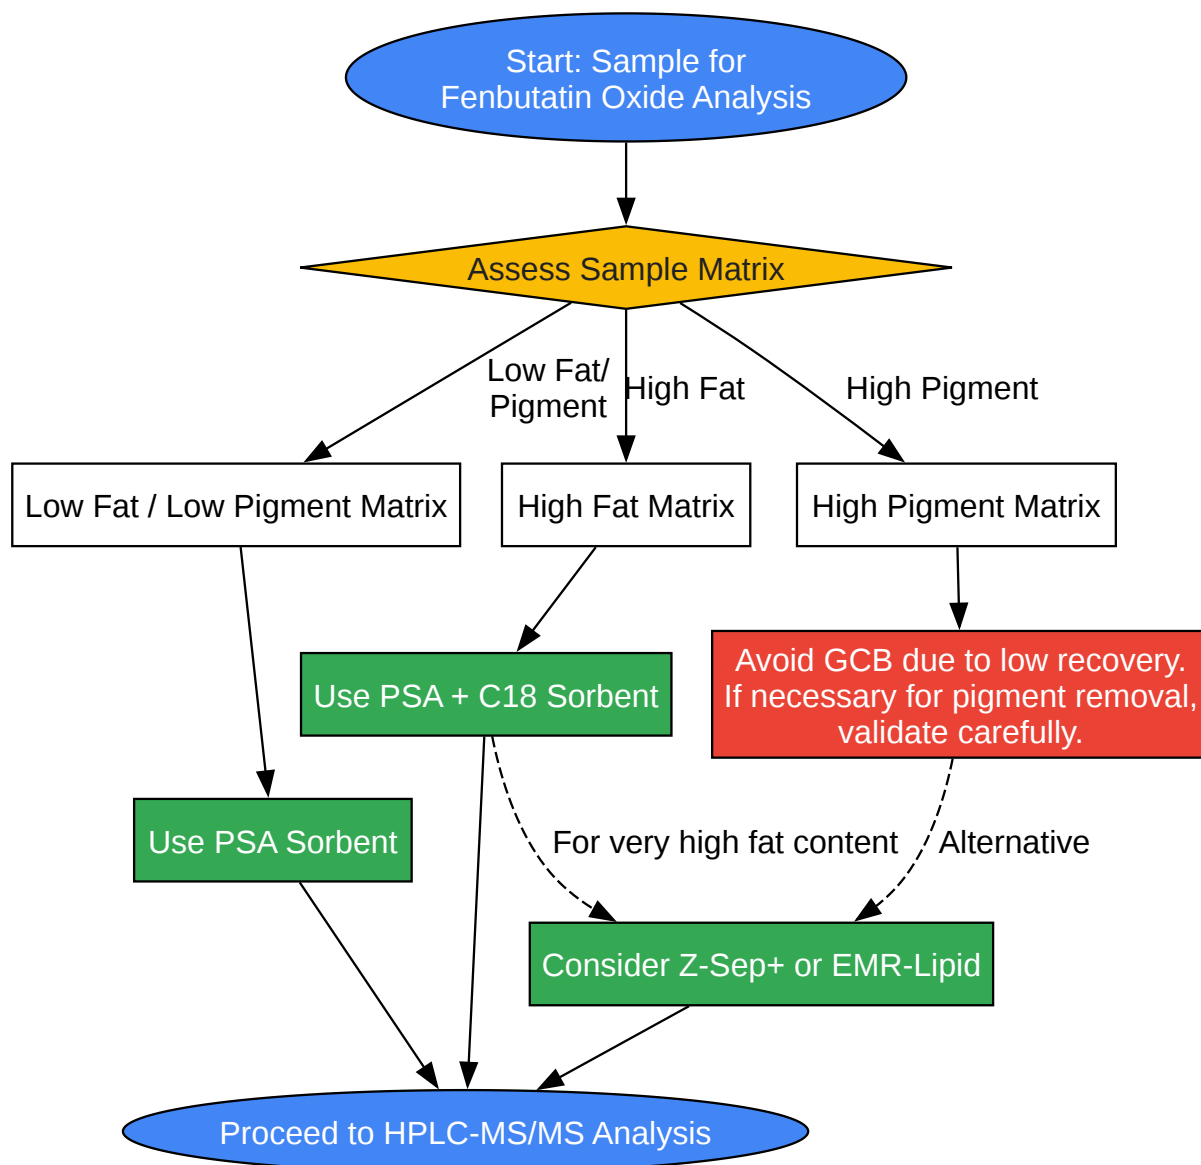 Start: Sample for
Fenbutatin Oxide Analysis
Assess Sample Matrix
Low Fat/
Pigment
High Fat
High Pigment
Low Fat / Low Pigment Matrix
High Fat Matrix
High Pigment Matrix
Avoid GCB due to low recovery.
If necessary for pigment removal,
validate carefully.
Use PSA + C18 Sorbent
Use PSA Sorbent
For very high fat content
Alternative
Consider Z-Sep+ or EMR-Lipid
Proceed to HPLC-MS/MS Analysis